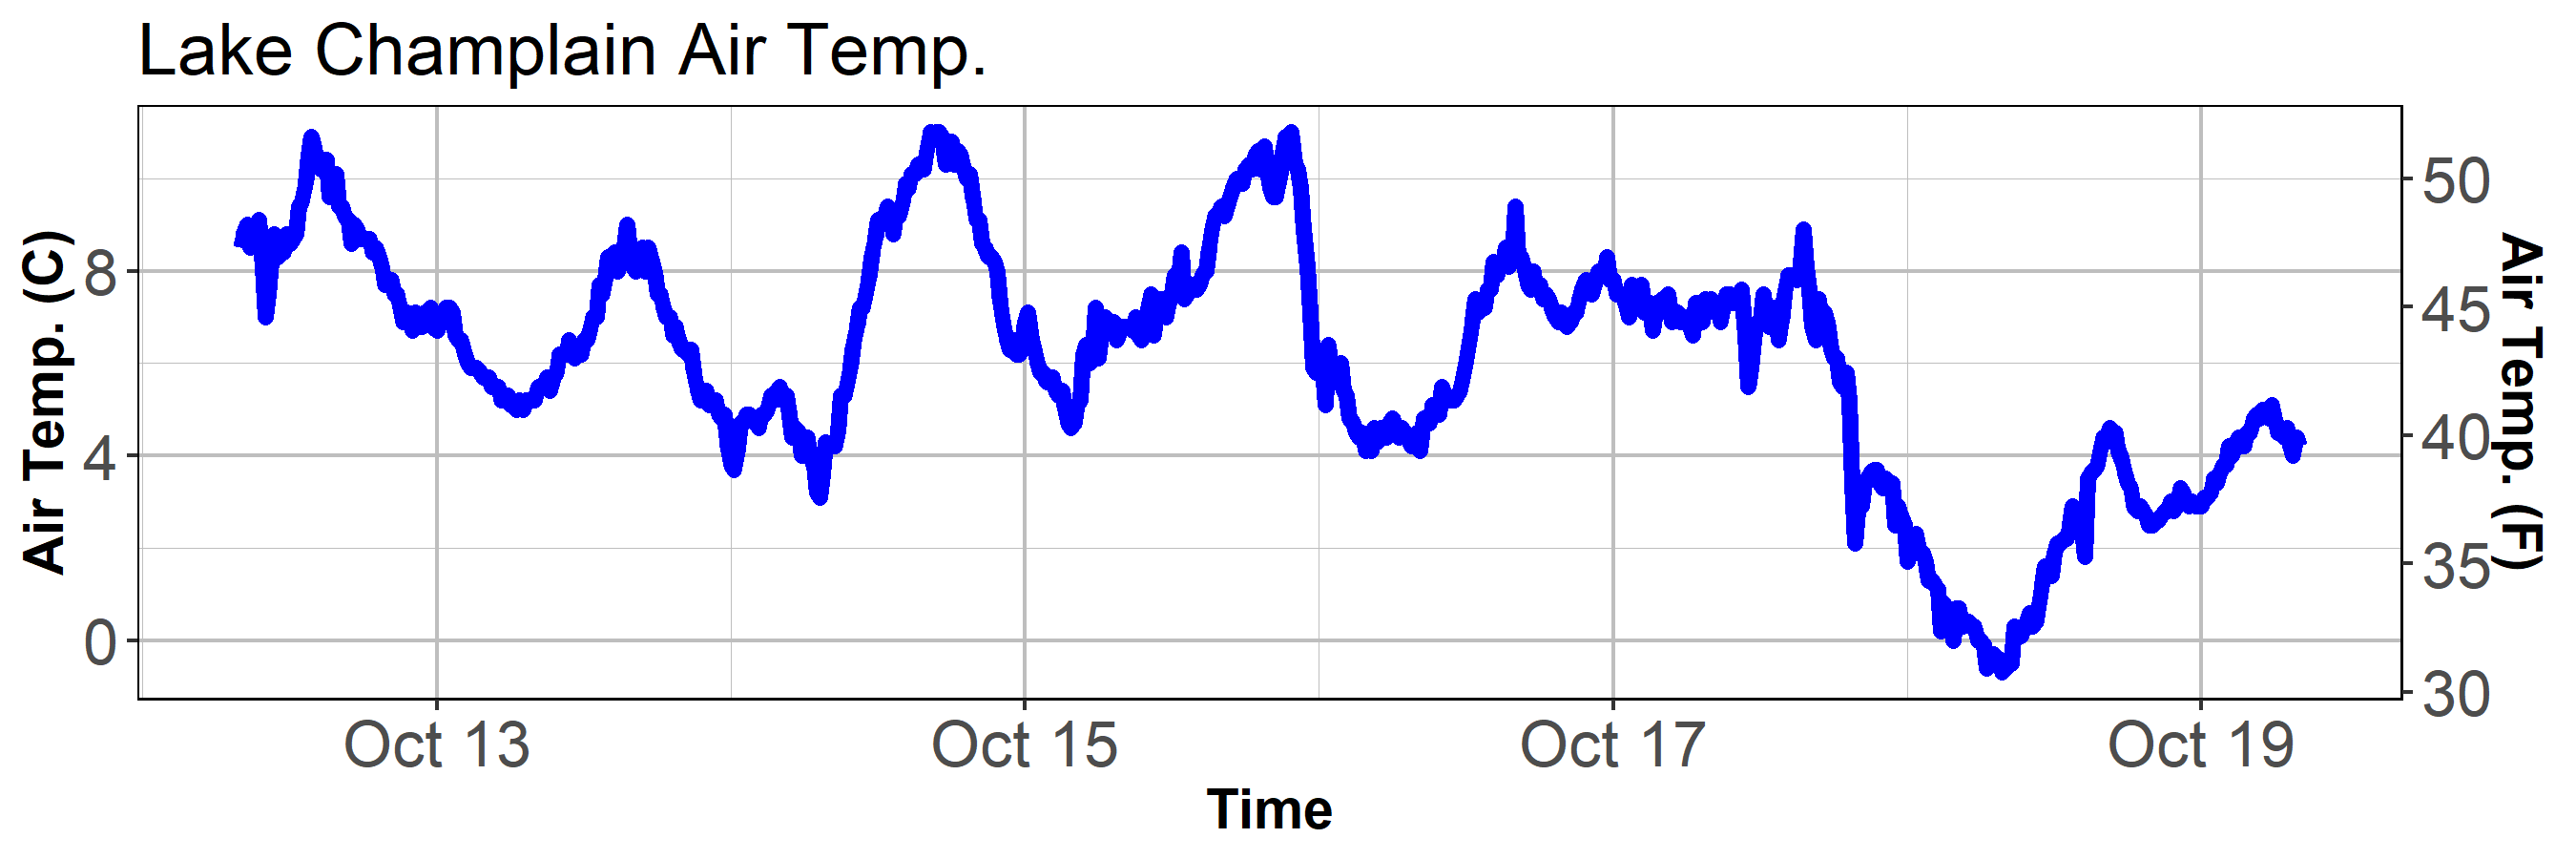 Lake Champlain Air Temp.
Air Temp. (C)
8
4
0
50
45
40
35
30
Air Temp. (F)
Oct 13
Oct 15
Oct 17
Oct 19
Time